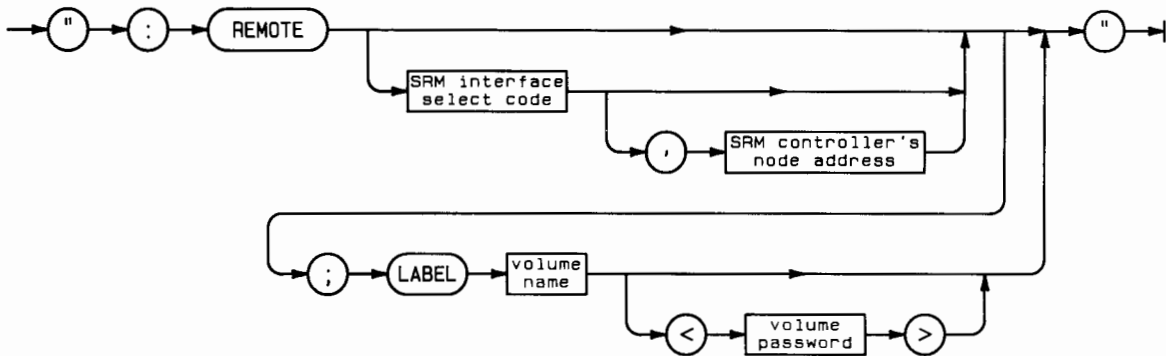 " : REMOTE "
SRM interface
select code
, SRM controller's
node address
; LABEL volume
name
< volume >
password